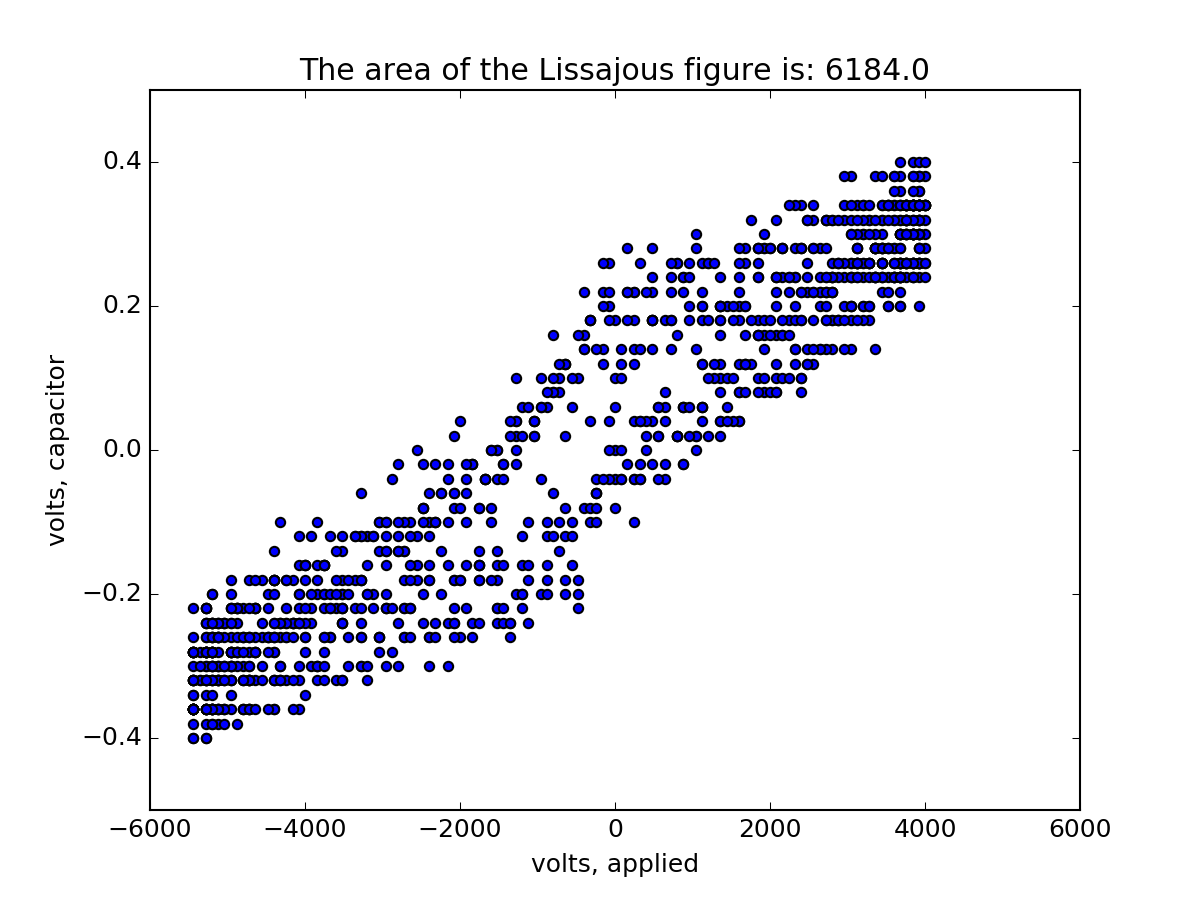 The area of the Lissajous figure is: 6184.0
0.4
0.2
0.0
−0.2
−0.4
volts, capacitor
−6000 −4000 −2000 0 2000 4000 6000
volts, applied